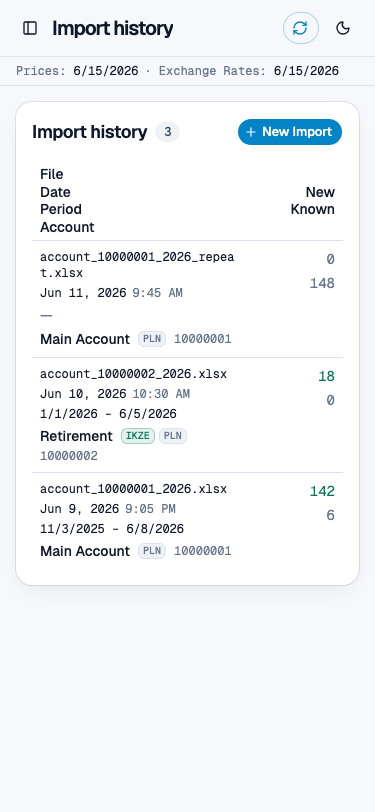 Import history
Prices: 6/15/2026 · Exchange Rates: 6/15/2026
Import history 3
+ New Import
File
Date
Period
Account
New
Known
account_10000001_2026_repea
t.xlsx
Jun 11, 2026 9:45 AM
—
Main Account PLN 10000001
0
148
account_10000002_2026.xlsx
Jun 10, 2026 10:30 AM
1/1/2026 – 6/5/2026
Retirement IKZE PLN
10000002
18
0
account_10000001_2026.xlsx
Jun 9, 2026 9:05 PM
11/3/2025 – 6/8/2026
Main Account PLN 10000001
142
6